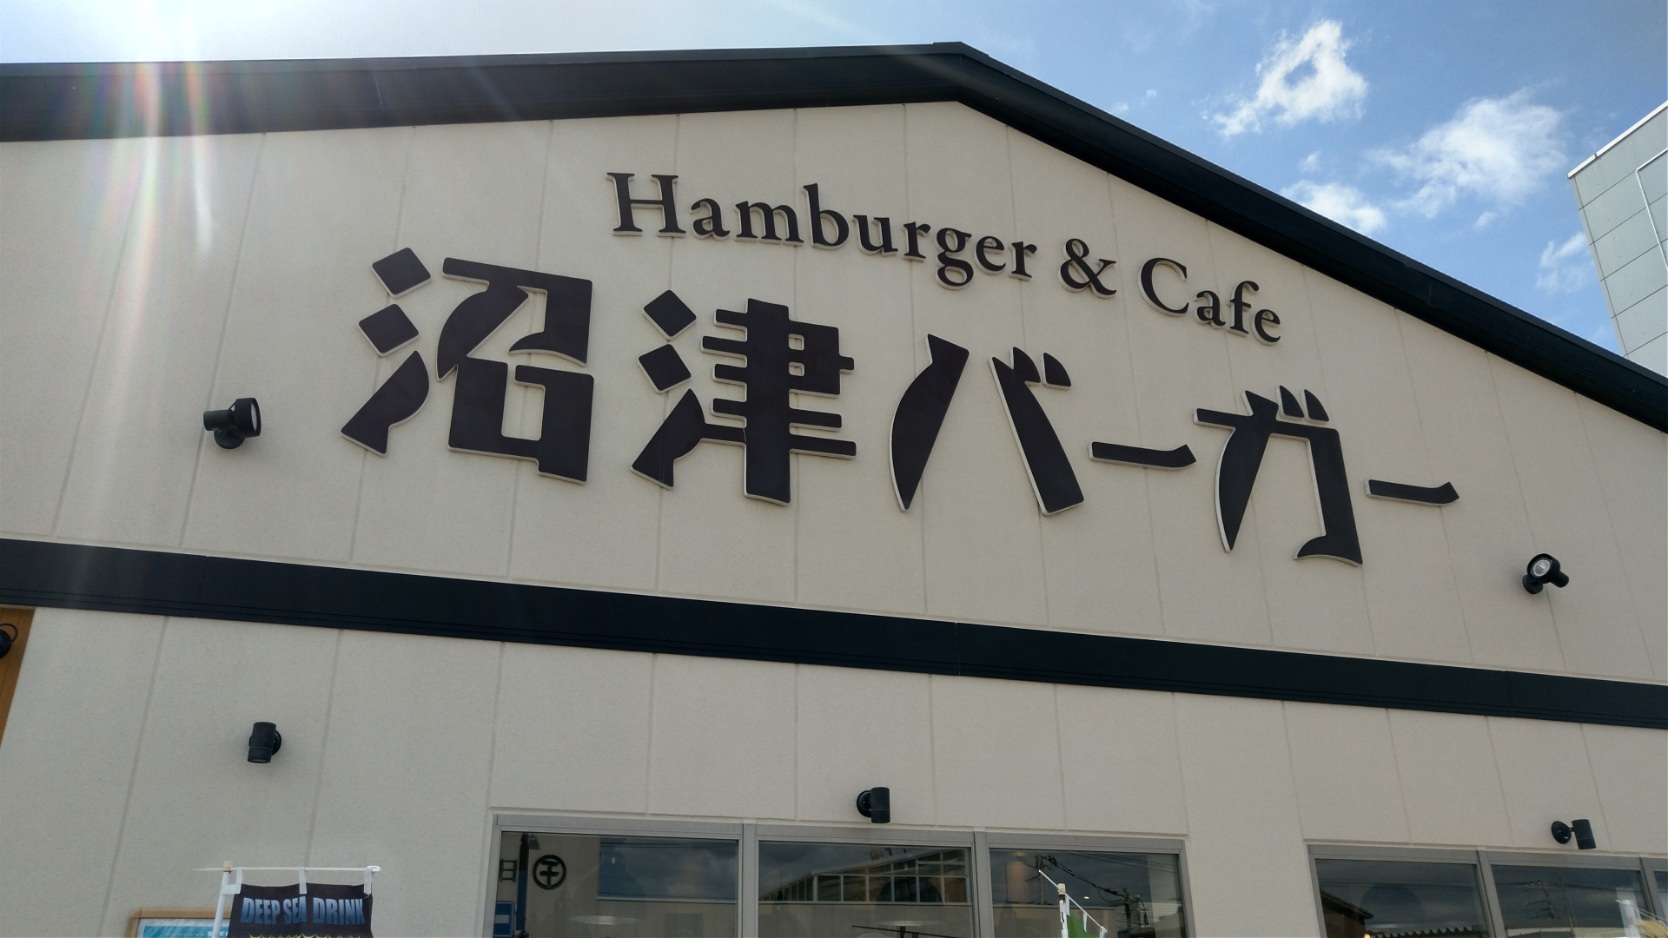 Hamburger & Cafe
沼津バーガー
DEEP SEA DRINK